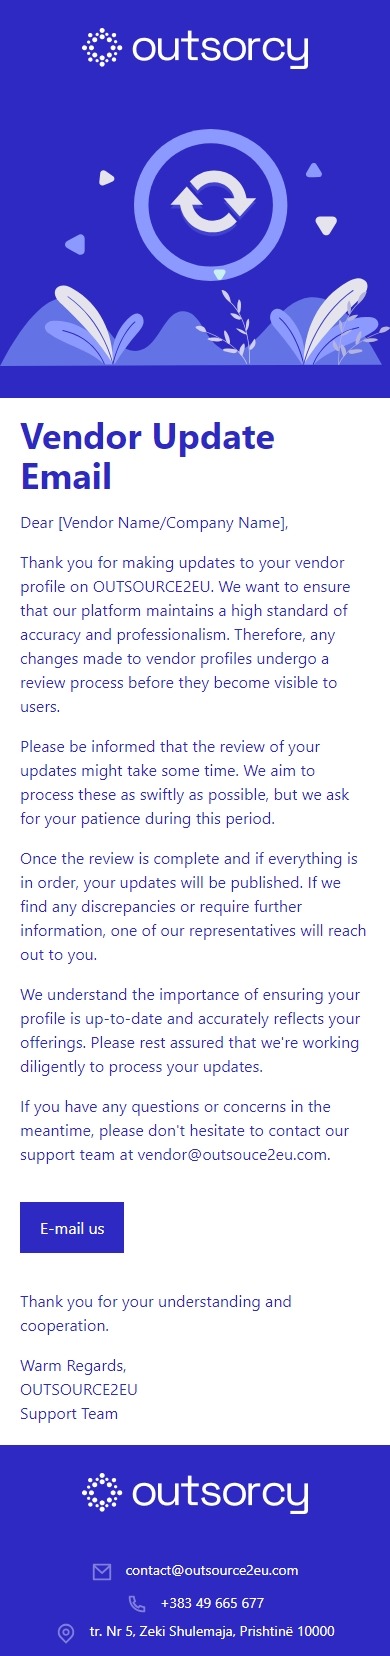 outsorcy
Vendor Update
Email
Dear [Vendor Name/Company Name],
Thank you for making updates to your vendor
profile on OUTSOURCE2EU. We want to ensure
that our platform maintains a high standard of
accuracy and professionalism. Therefore, any
changes made to vendor profiles undergo a
review process before they become visible to
users.
Please be informed that the review of your
updates might take some time. We aim to
process these as swiftly as possible, but we ask
for your patience during this period.
Once the review is complete and if everything is
in order, your updates will be published. If we
find any discrepancies or require further
information, one of our representatives will reach
out to you.
We understand the importance of ensuring your
profile is up-to-date and accurately reflects your
offerings. Please rest assured that we're working
diligently to process your updates.
If you have any questions or concerns in the
meantime, please don't hesitate to contact our
support team at vendor@outsouce2eu.com.
E-mail us
Thank you for your understanding and
cooperation.
Warm Regards,
OUTSOURCE2EU
Support Team
outsorcy
contact@outsource2eu.com
+383 49 665 677
tr. Nr 5, Zeki Shulemaja, Prishtinë 10000